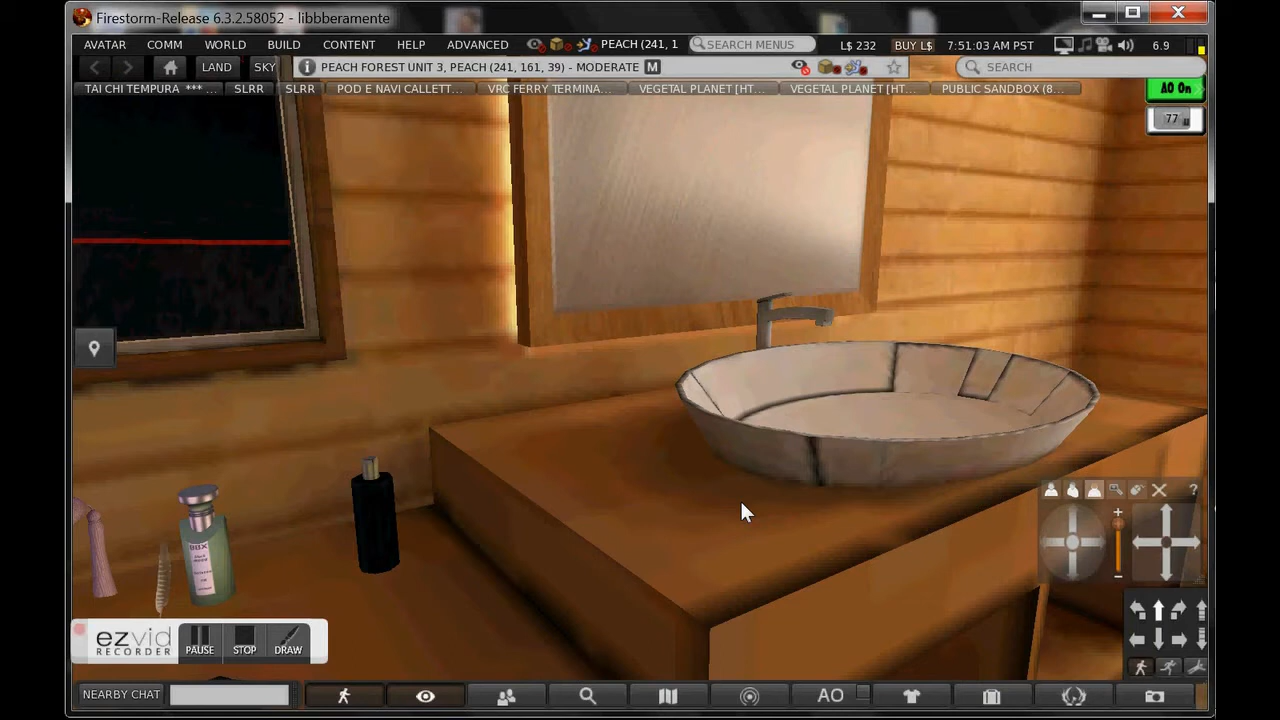 Firestorm-Release 6.3.2.58052 - libbberamente
AVATAR COMM WORLD BUILD CONTENT HELP ADVANCED PEACH (241, 1 SEARCH MENUS L$ 232 BUY L$ 7:51:03 AM PST 6.9
LAND SKY PEACH FOREST UNIT 3, PEACH (241, 161, 39) - MODERATE M SEARCH
TAI CHI TEMPURA *** ... SLRR SLRR POD E NAVI CALLETT... VRC FERRY TERMINA... VEGETAL PLANET [HT... VEGETAL PLANET [HT... PUBLIC SANDBOX (8...
AO On
77
?
BBX
ezvid
RECORDER
PAUSE STOP DRAW
NEARBY CHAT AO